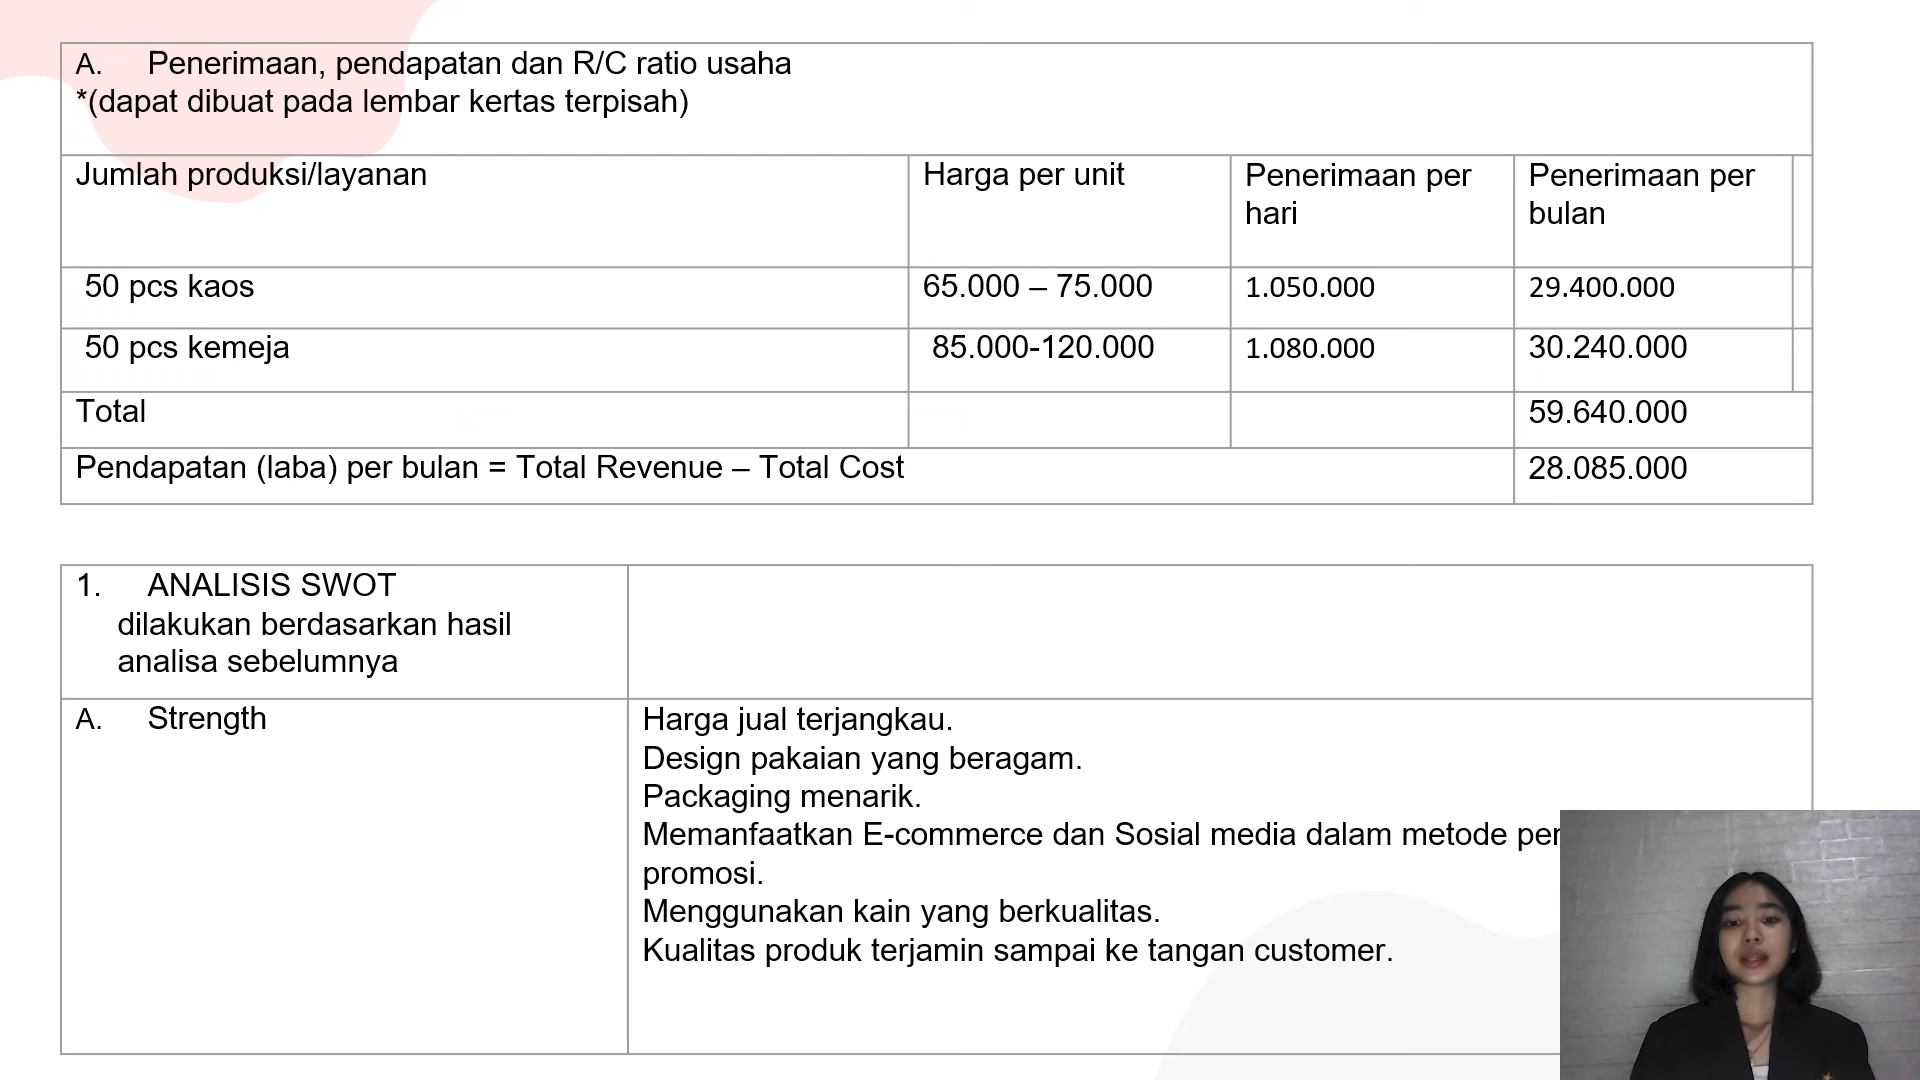 A. Penerimaan, pendapatan dan R/C ratio usaha
*(dapat dibuat pada lembar kertas terpisah)
Jumlah produksi/layanan
Harga per unit
Penerimaan per
hari
Penerimaan per
bulan
50 pcs kaos
65.000 – 75.000
1.050.000
29.400.000
50 pcs kemeja
85.000-120.000
1.080.000
30.240.000
Total
59.640.000
Pendapatan (laba) per bulan = Total Revenue – Total Cost
28.085.000
1. ANALISIS SWOT
dilakukan berdasarkan hasil
analisa sebelumnya
A. Strength
Harga jual terjangkau.
Design pakaian yang beragam.
Packaging menarik.
Memanfaatkan E-commerce dan Sosial media dalam metode
promosi.
Menggunakan kain yang berkualitas.
Kualitas produk terjamin sampai ke tangan customer.